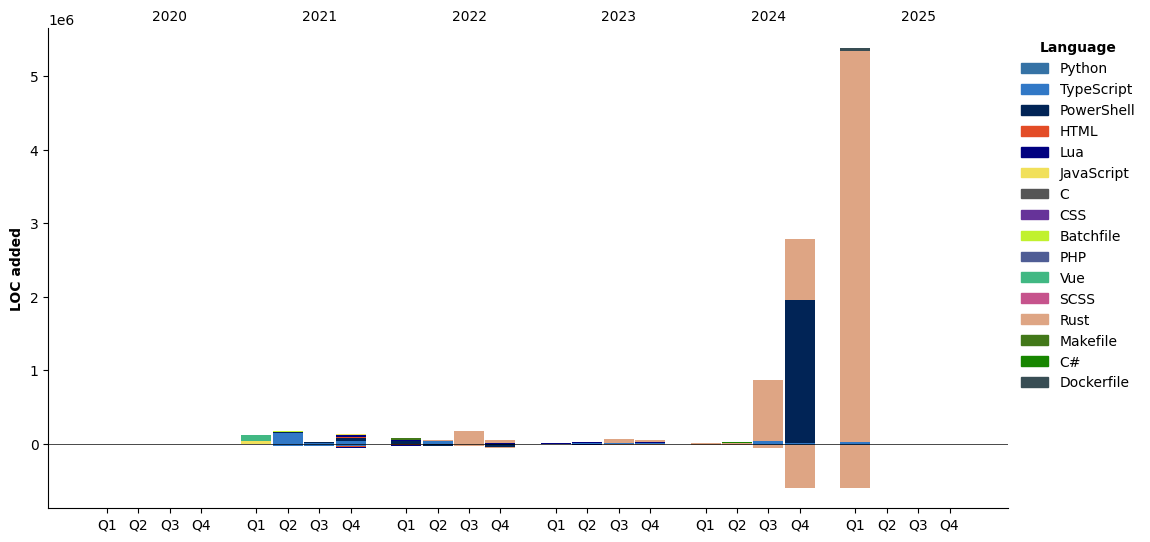 1e6
2020 2021 2022 2023 2024 2025
Language
Python
TypeScript
PowerShell
HTML
Lua
JavaScript
C
CSS
Batchfile
PHP
Vue
SCSS
Rust
Makefile
C#
Dockerfile
LOC added
5
4
3
2
1
0
Q1 Q2 Q3 Q4 Q1 Q2 Q3 Q4 Q1 Q2 Q3 Q4 Q1 Q2 Q3 Q4 Q1 Q2 Q3 Q4 Q1 Q2 Q3 Q4